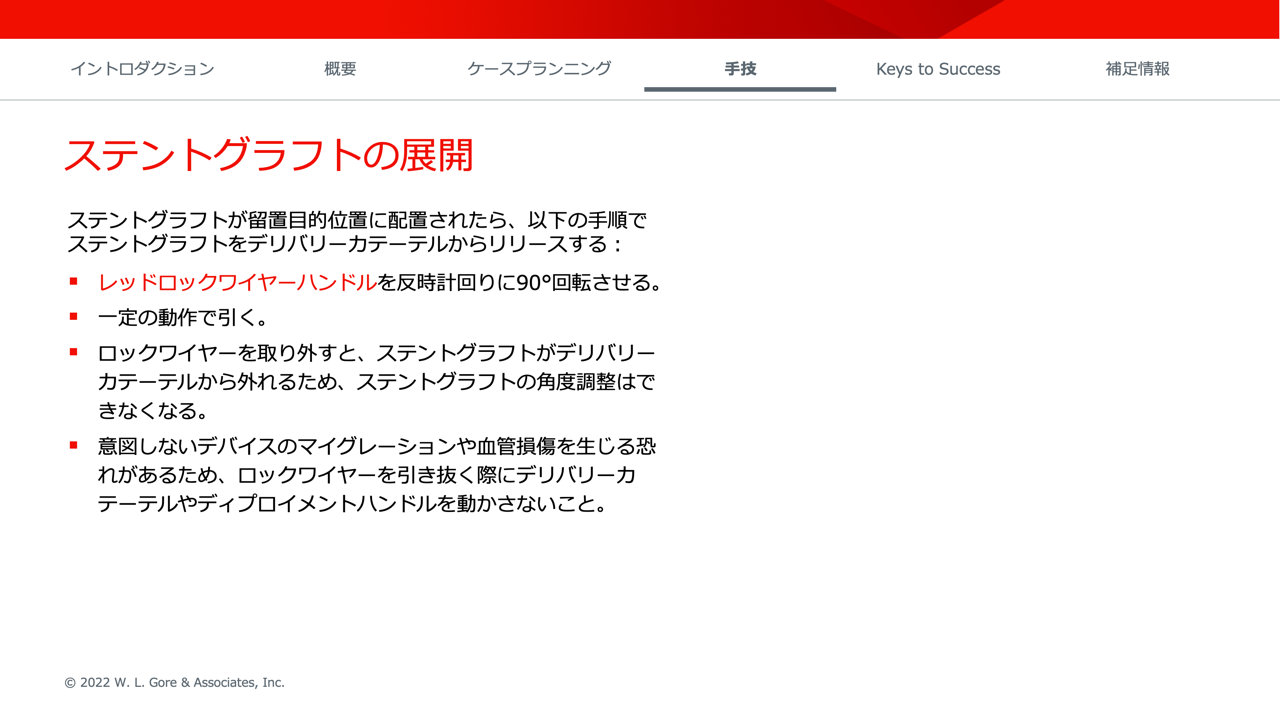 イントロダクション
概要
ケースプランニング
手技
Keys to Success
補足情報
ステントグラフトの展開
ステントグラフトが留置目的位置に配置されたら、以下の手順で
ステントグラフトをデリバリーカテーテルからリリースする：
▪ レッドロックワイヤーハンドルを反時計回りに90°回転させる。
▪ 一定の動作で引く。
▪ ロックワイヤーを取り外すと、ステントグラフトがデリバリー
カテーテルから外れるため、ステントグラフトの角度調整はで
きなくなる。
▪ 意図しないデバイスのマイグレーションや血管損傷を生じる恐
れがあるため、ロックワイヤーを引き抜く際にデリバリーカ
テーテルやディプロイメントハンドルを動かさないこと。
© 2022 W. L. Gore & Associates, Inc.